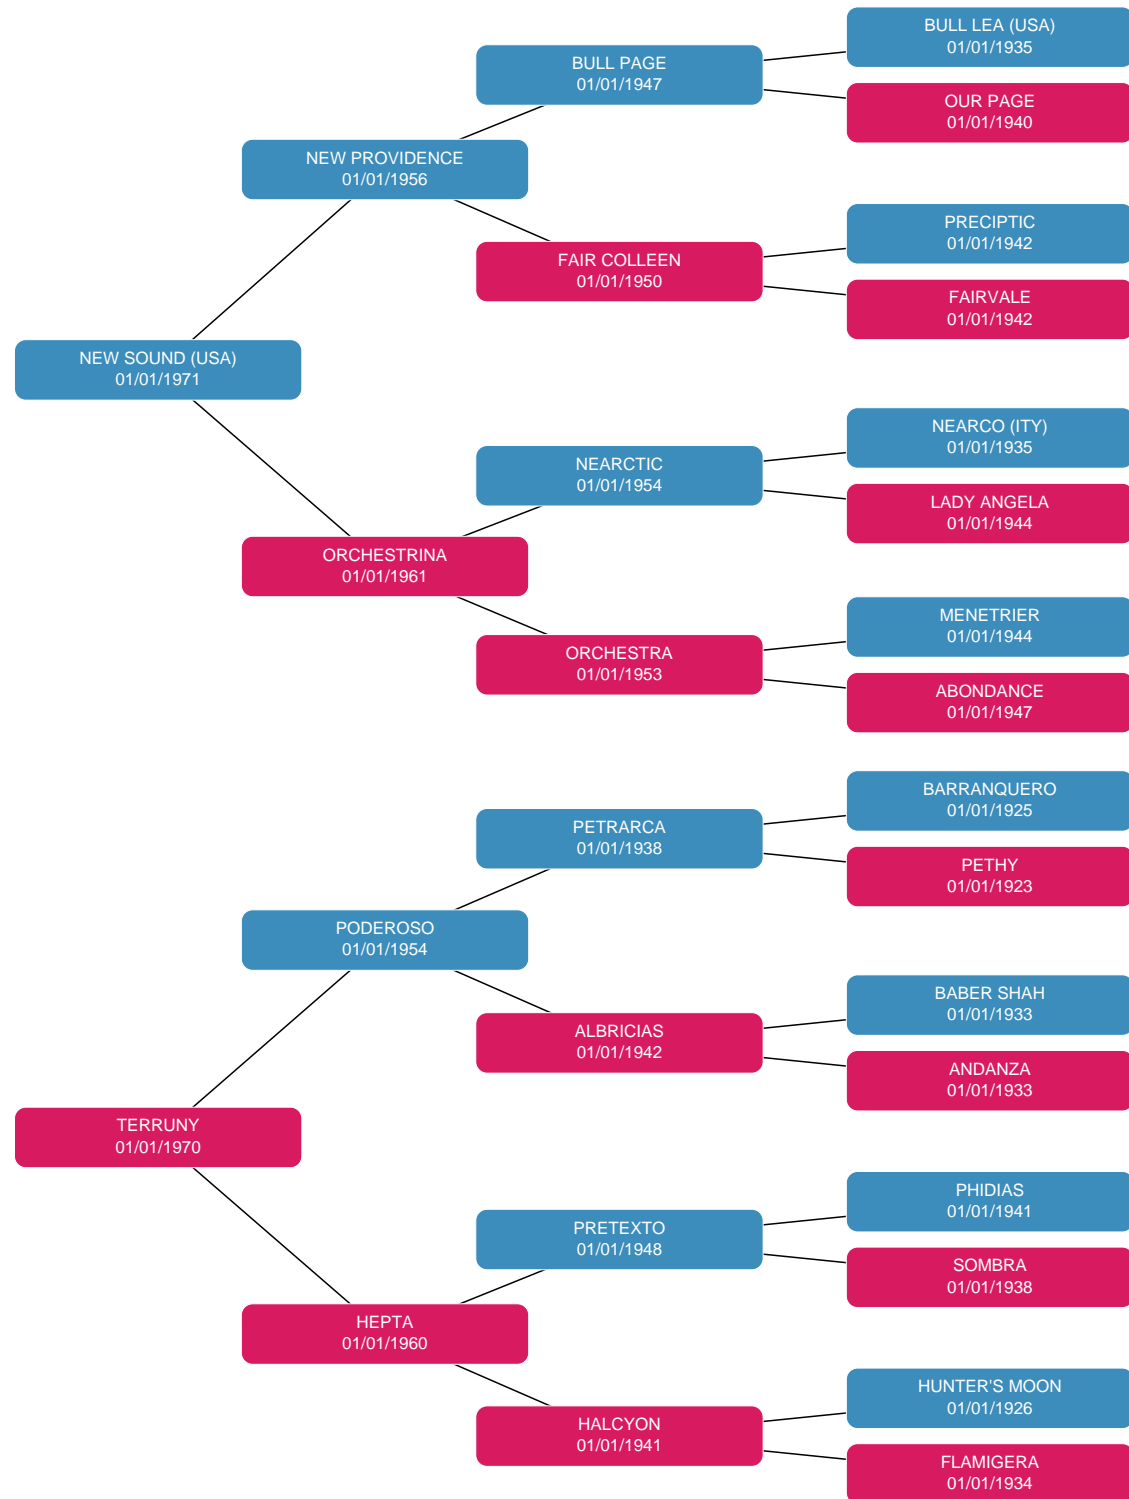 BULL LEA (USA)
01/01/1935
BULL PAGE
01/01/1947
OUR PAGE
01/01/1940
NEW PROVIDENCE
01/01/1956
PRECIPTIC
01/01/1942
FAIR COLLEEN
01/01/1950
FAIRVALE
01/01/1942
NEW SOUND (USA)
01/01/1971
NEARCO (ITY)
01/01/1935
NEARCTIC
01/01/1954
LADY ANGELA
01/01/1944
ORCHESTRINA
01/01/1961
MENETRIER
01/01/1944
ORCHESTRA
01/01/1953
ABONDANCE
01/01/1947
BARRANQUERO
01/01/1925
PETRARCA
01/01/1938
PETHY
01/01/1923
PODEROSO
01/01/1954
BABER SHAH
01/01/1933
ALBRICIAS
01/01/1942
ANDANZA
01/01/1933
TERRUNY
01/01/1970
PHIDIAS
01/01/1941
PRETEXTO
01/01/1948
SOMBRA
01/01/1938
HEPTA
01/01/1960
HUNTER'S MOON
01/01/1926
HALCYON
01/01/1941
FLAMIGERA
01/01/1934